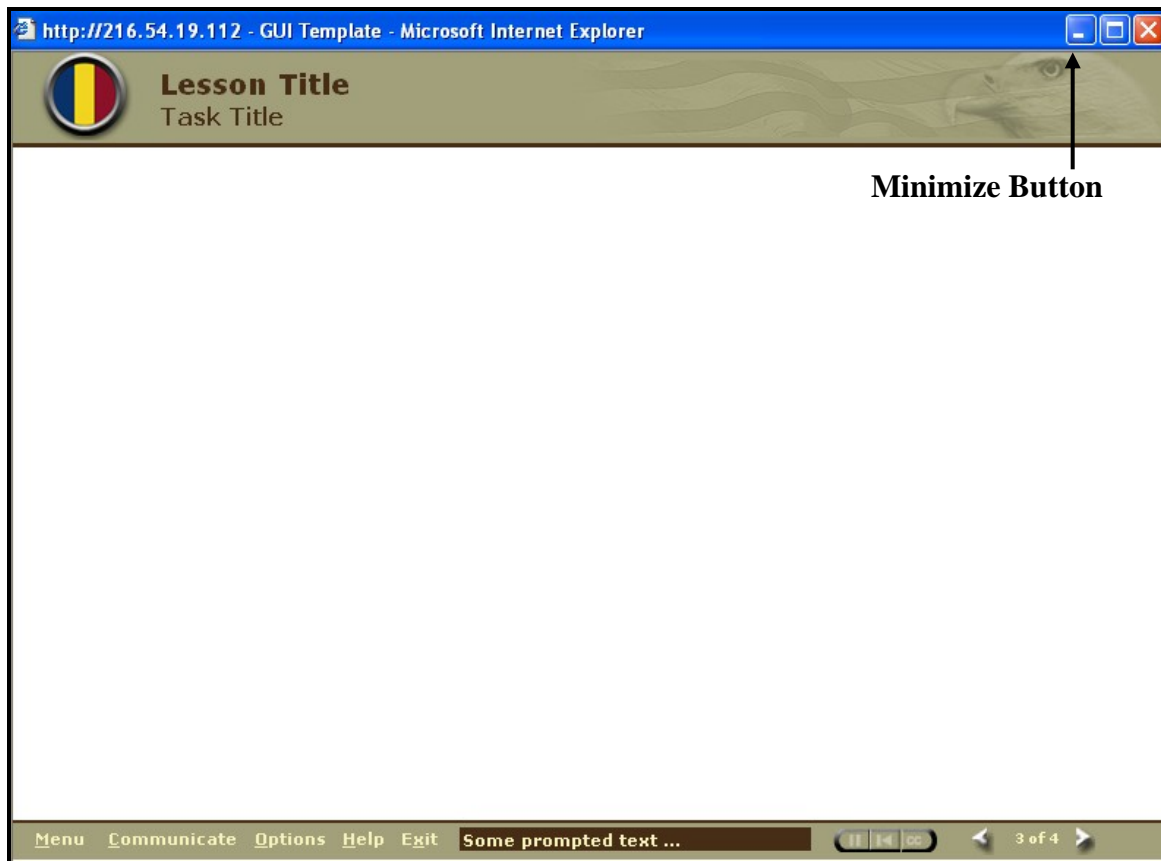 http://216.54.19.112 - GUI Template - Microsoft Internet Explorer
Lesson Title
Task Title
Minimize Button
Menu Communicate Options Help Exit Some prompted text ... CC 3 of 4